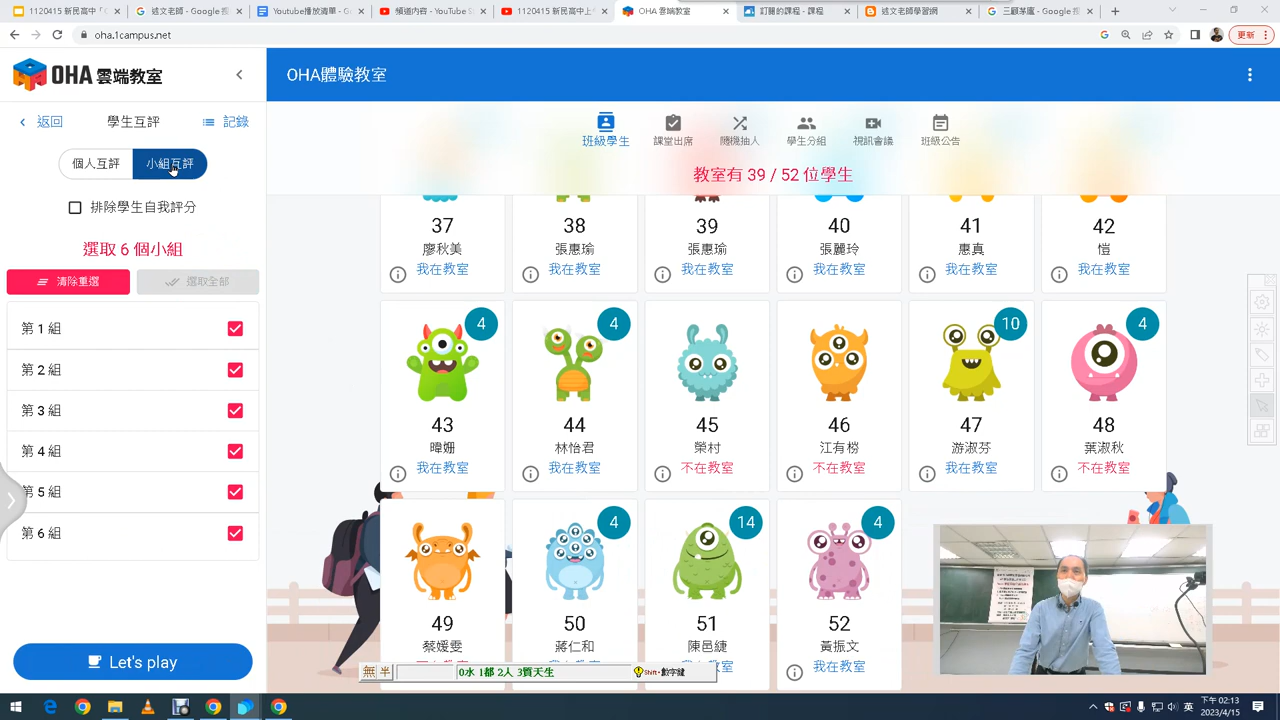 1120415 新民高中『
述文老師 - Google 搜
Youtube播放清單 - G
頻道內容 - YouTube S
1120415 新民高中上午
OHA 雲端教室
訂閱的課程 - 課程
述文老師學習網
三顧茅廬 - Google 搜
oha.1campus.net
更新
OHA 雲端教室
OHA體驗教室
返回
學生互評
記錄
班級學生
課堂出席
隨機抽人
學生分組
視訊會議
班級公告
個人互評
小組互評
教室有 39 / 52 位學生
排除學生自我評分
選取 6 個小組
清除重選
選取全部
第 1 組
第 2 組
第 3 組
第 4 組
第 5 組
第 6 組
Let's play
37
38
39
40
41
42
廖秋美
張惠瑜
張惠瑜
張麗玲
惠真
愷
我在教室
我在教室
我在教室
我在教室
我在教室
我在教室
4
4
10
4
43
44
45
46
47
48
暐姍
林怡君
榮村
江有榜
游淑芬
葉淑秋
我在教室
我在教室
不在教室
不在教室
我在教室
不在教室
4
14
4
49
50
51
52
蔡媛雯
蔣仁和
陳邑緁
黃振文
我在教室
無 半
0水 1都 2人 3質天生
Shift+數字鍵
英
下午 02:13
2023/4/15